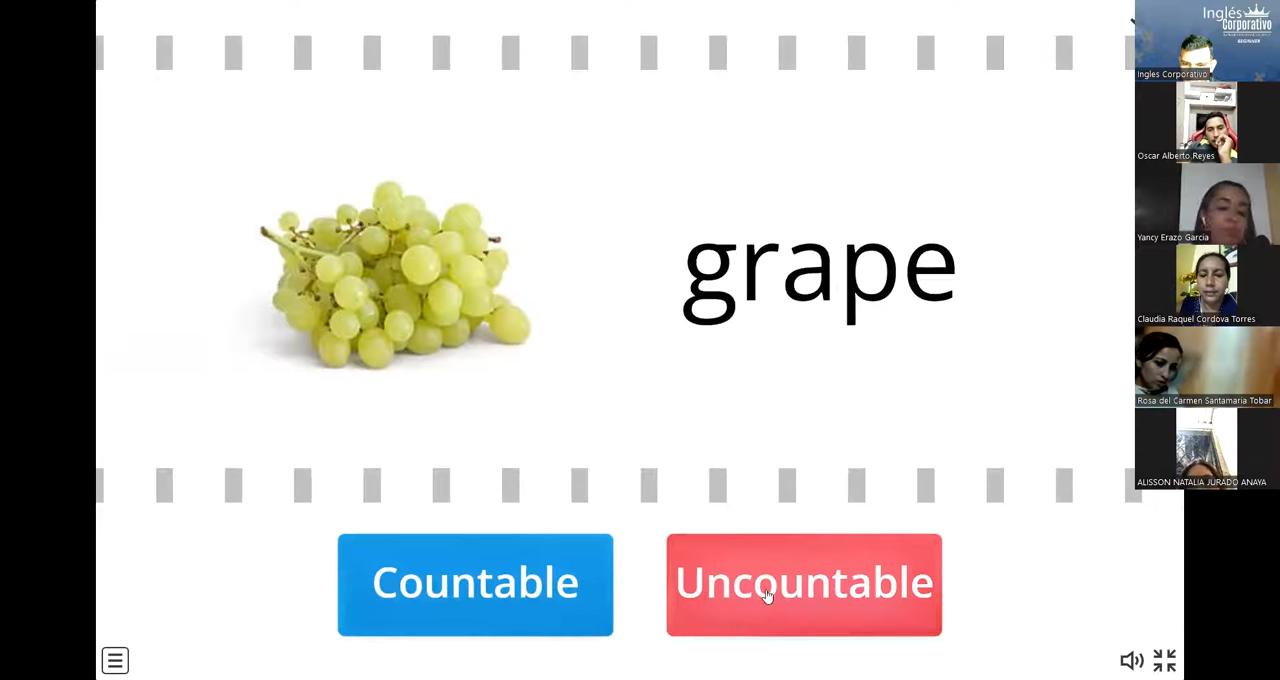 grape
Countable
Uncountable
Inglés
Corporativo
BEGINNER
Ingles Corporativo
Oscar Alberto Reyes
Yancy Erazo Garcia
Claudia Raquel Cordova Torres
Rosa del Carmen Santamaria Tobar
ALISSON NATALIA JURADO ANAYA